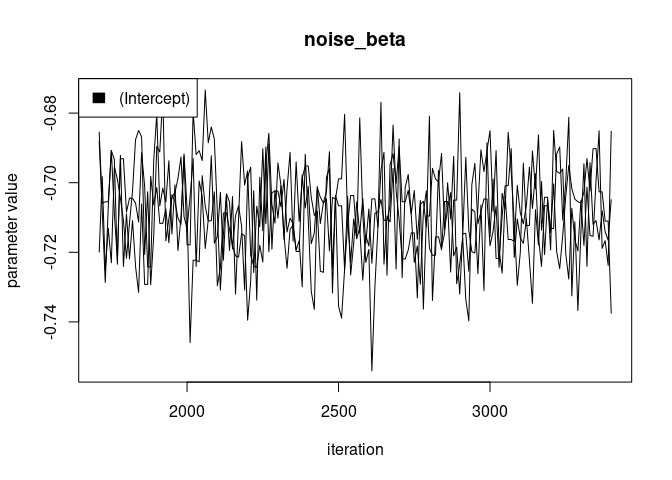 noise_beta
(Intercept)
parameter value
-0.68
-0.70
-0.72
-0.74
2000
2500
3000
iteration